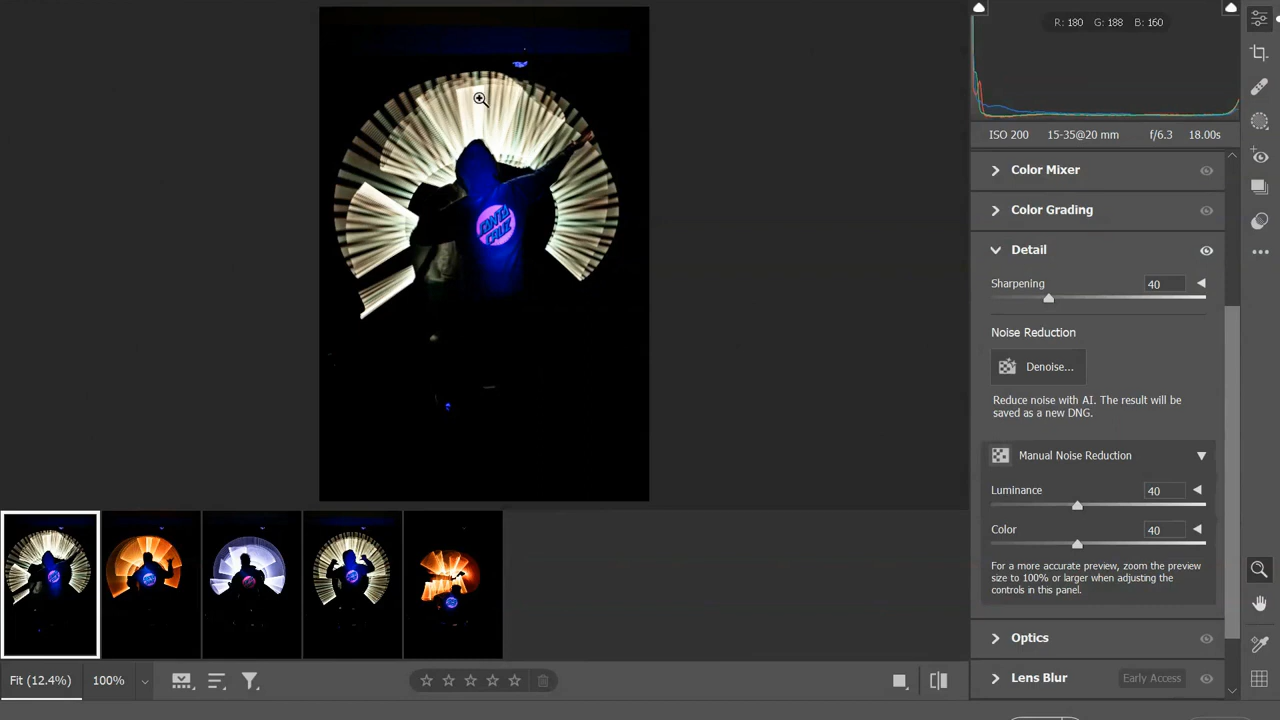 R: 180 G: 188 B: 160
ISO 200 15-35@20 mm f/6.3 18.00s
Color Mixer
Color Grading
Detail
Sharpening 40
Noise Reduction
Denoise...
Reduce noise with AI. The result will be
saved as a new DNG.
Manual Noise Reduction
Luminance 40
Color 40
For a more accurate preview, zoom the preview
size to 100% or larger when adjusting the
controls in this panel.
Optics
Lens Blur Early Access
SANTA
CRUZ
Fit (12.4%) 100%